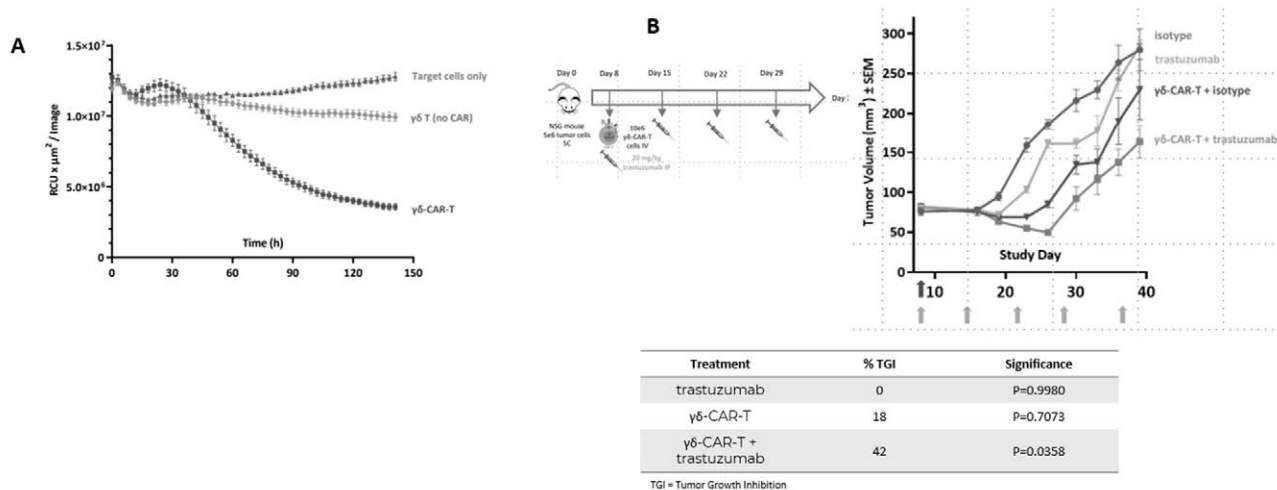 A
1.5×10⁷
1.0×10⁷
5.0×10⁶
0
RCU x µm² / Image
Target cells only
γδ T (no CAR)
γδ-CAR-T
Time (h)
0 30 60 90 120 150
B
Day 0 Day 8 Day 15 Day 22 Day 29
Day
NSG mouse
5e6 tumor cells
SC
10e6
γδ-CAR-T
cells IV
20 mg/kg
trastuzumab IP
Tumor Volume (mm³) ± SEM
300
250
200
150
100
50
0
isotype
trastuzumab
γδ-CAR-T + isotype
γδ-CAR-T + trastuzumab
Study Day
10 20 30 40
Treatment % TGI Significance
trastuzumab 0 P=0.9980
γδ-CAR-T 18 P=0.7073
γδ-CAR-T +
trastuzumab 42 P=0.0358
TGI = Tumor Growth Inhibition